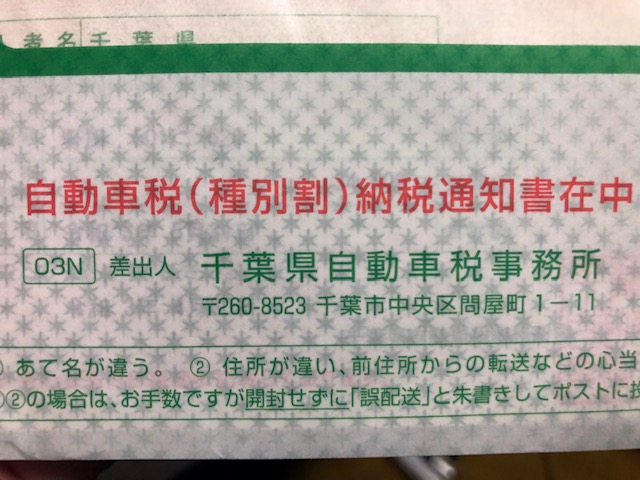 者名 千葉県
自動車税(種別割)納税通知書在中
03N 差出人 千葉県自動車税事務所
〒260-8523 千葉市中央区問屋町1-11
あて名が違う。 ② 住所が違い、前住所からの転送などの心当
②の場合は、お手数ですが開封せずに「誤配送」と朱書きしてポストに投